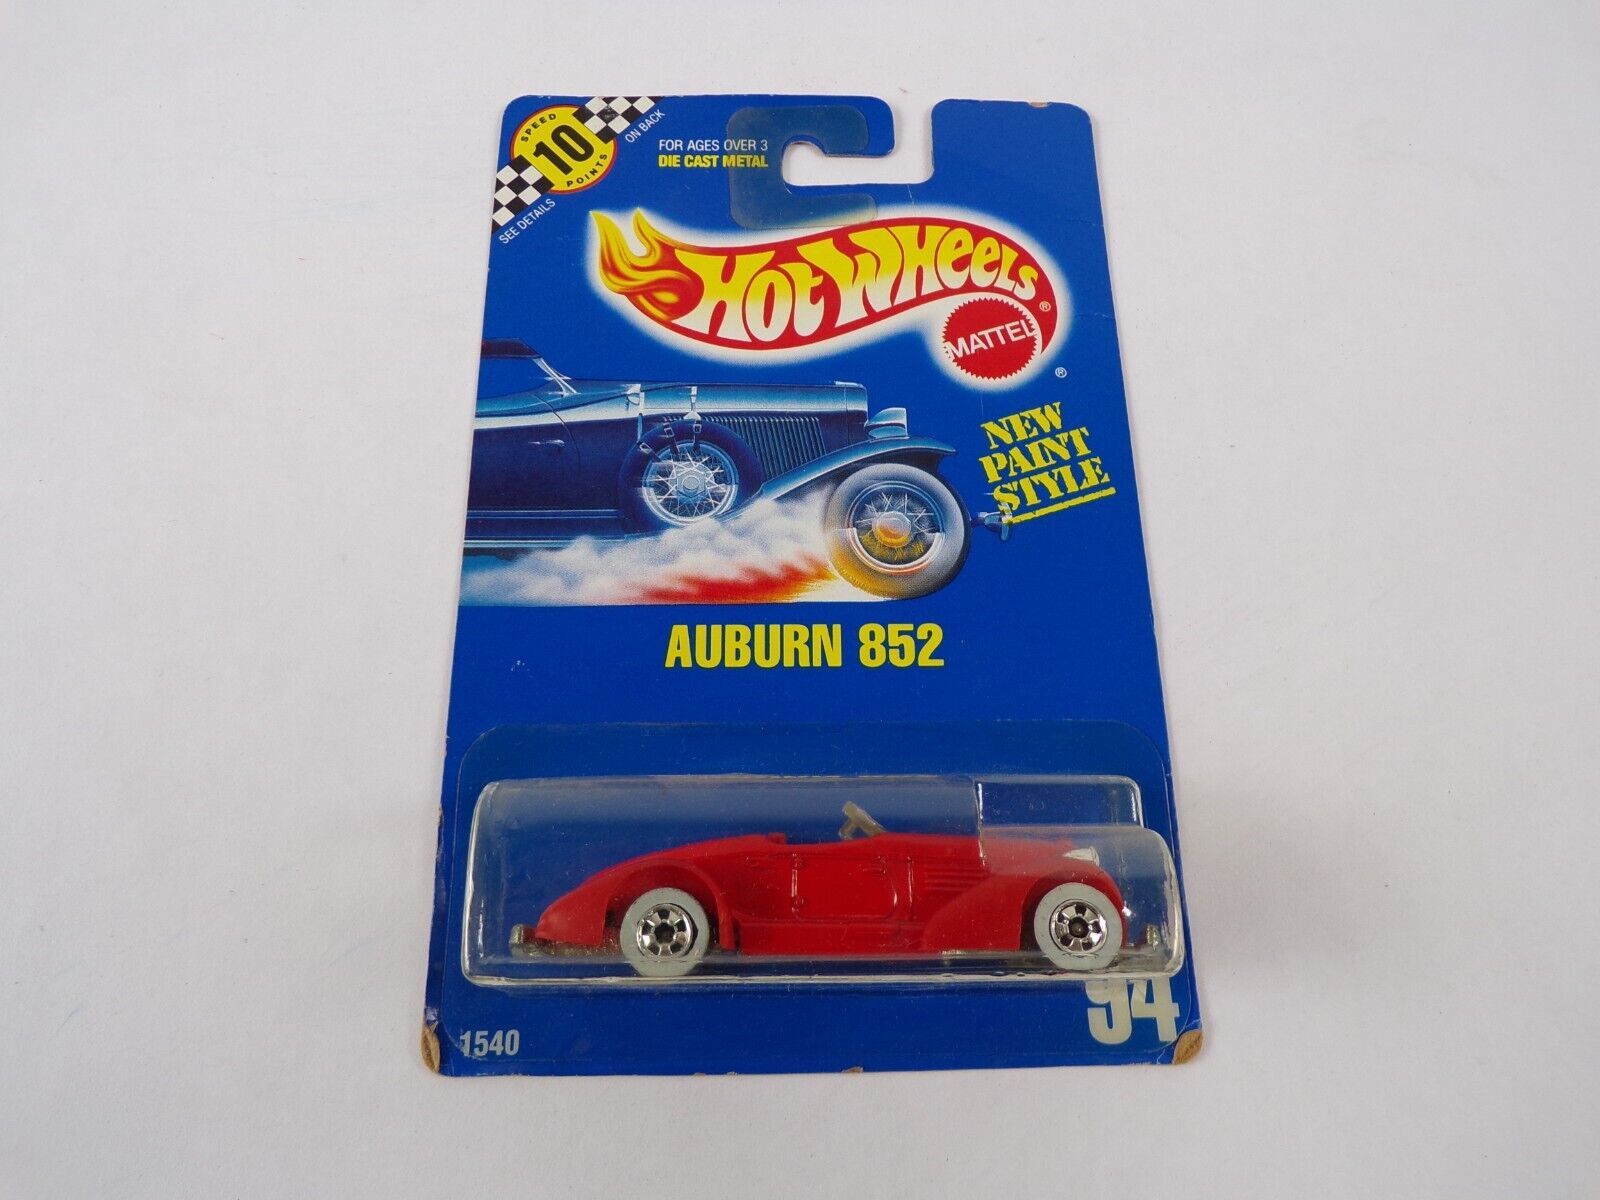 SPEED
10
POINTS
SEE DETAILS
ON BACK
FOR AGES OVER 3
DIE CAST METAL
HOT WHEELS®
MATTEL
®
NEW
PAINT
STYLE
AUBURN 852
94
1540